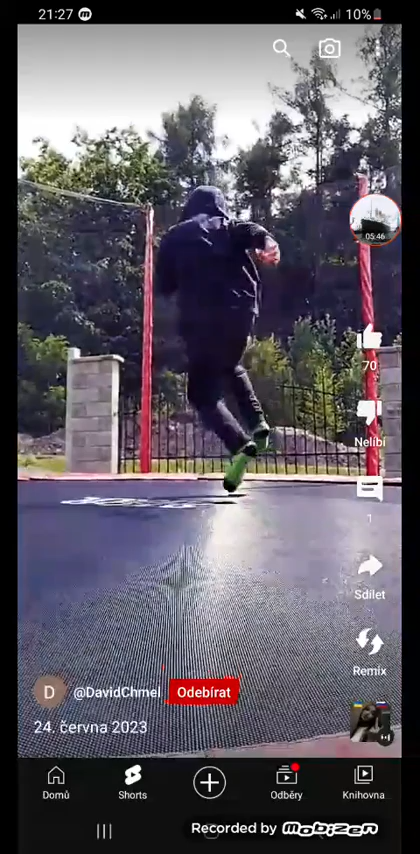 21:27
10%
05:46
70
Nelíbí
1
Sdílet
Remix
D @DavidChmel Odebírat
24. června 2023
Domů Shorts Odběry Knihovna
Recorded by mobizen